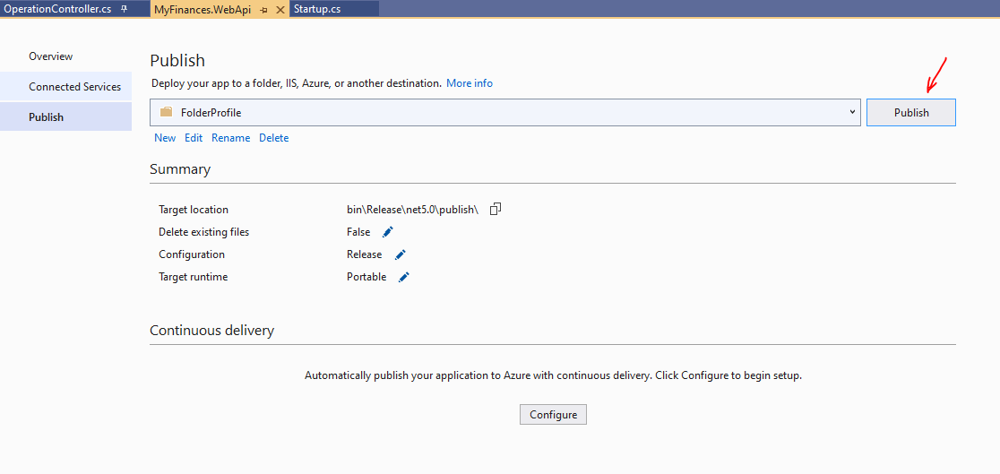 OperationController.cs MyFinances.WebApi Startup.cs
Overview
Connected Services
Publish
Publish
Deploy your app to a folder, IIS, Azure, or another destination. More info
FolderProfile Publish
New Edit Rename Delete
Summary
Target location bin\Release\net5.0\publish\
Delete existing files False
Configuration Release
Target runtime Portable
Continuous delivery
Automatically publish your application to Azure with continuous delivery. Click Configure to begin setup.
Configure